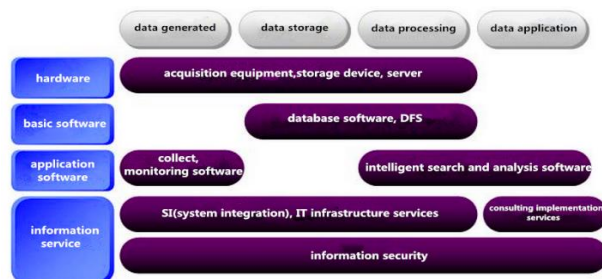 data generated data storage data processing data application
hardware
acquisition equipment,storage device, server
basic software
database software, DFS
application
software
collect,
monitoring software
intelligent search and analysis software
information
service
SI(system integration), IT infrastructure services
consulting implementation
services
information security